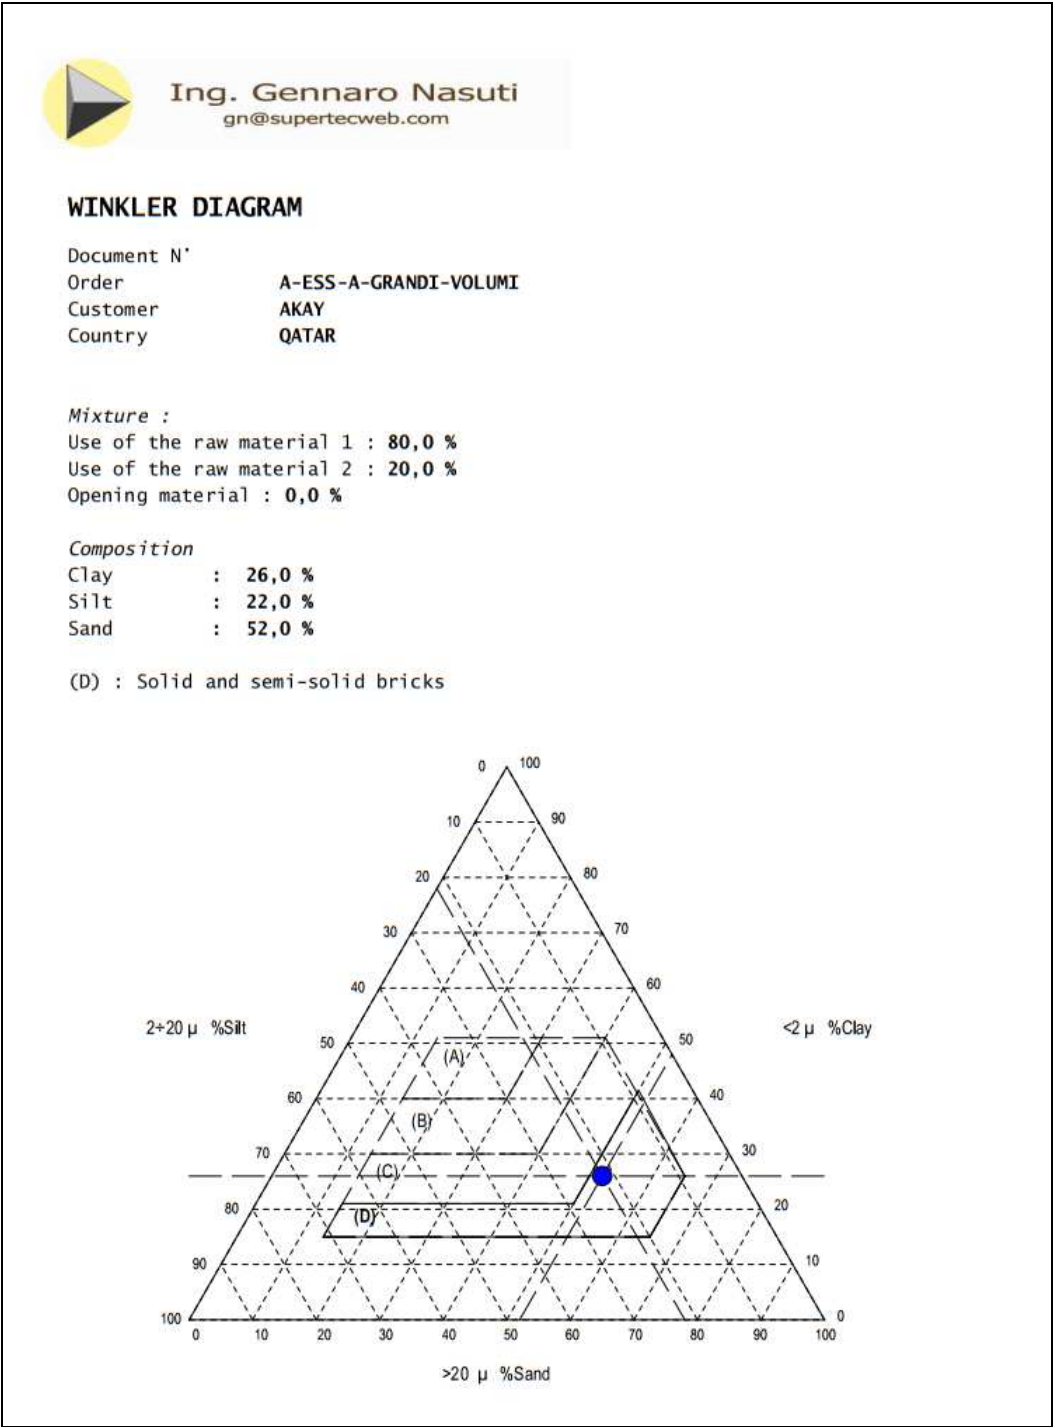 Ing. Gennaro Nasuti
gn@supertecweb.com
WINKLER DIAGRAM
Document N°
Order A-ESS-A-GRANDI-VOLUMI
Customer AKAY
Country QATAR
Mixture :
Use of the raw material 1 : 80,0 %
Use of the raw material 2 : 20,0 %
Opening material : 0,0 %
Composition
Clay : 26,0 %
Silt : 22,0 %
Sand : 52,0 %
(D) : Solid and semi-solid bricks
0 100
10 90
20 80
30 70
40 60
2÷20 µ %Silt <2 µ %Clay
50 (A) 50
60 (B) 40
70 (C) 30
80 (D) 20
90 10
100 0
0 10 20 30 40 50 60 70 80 90 100
>20 µ %Sand